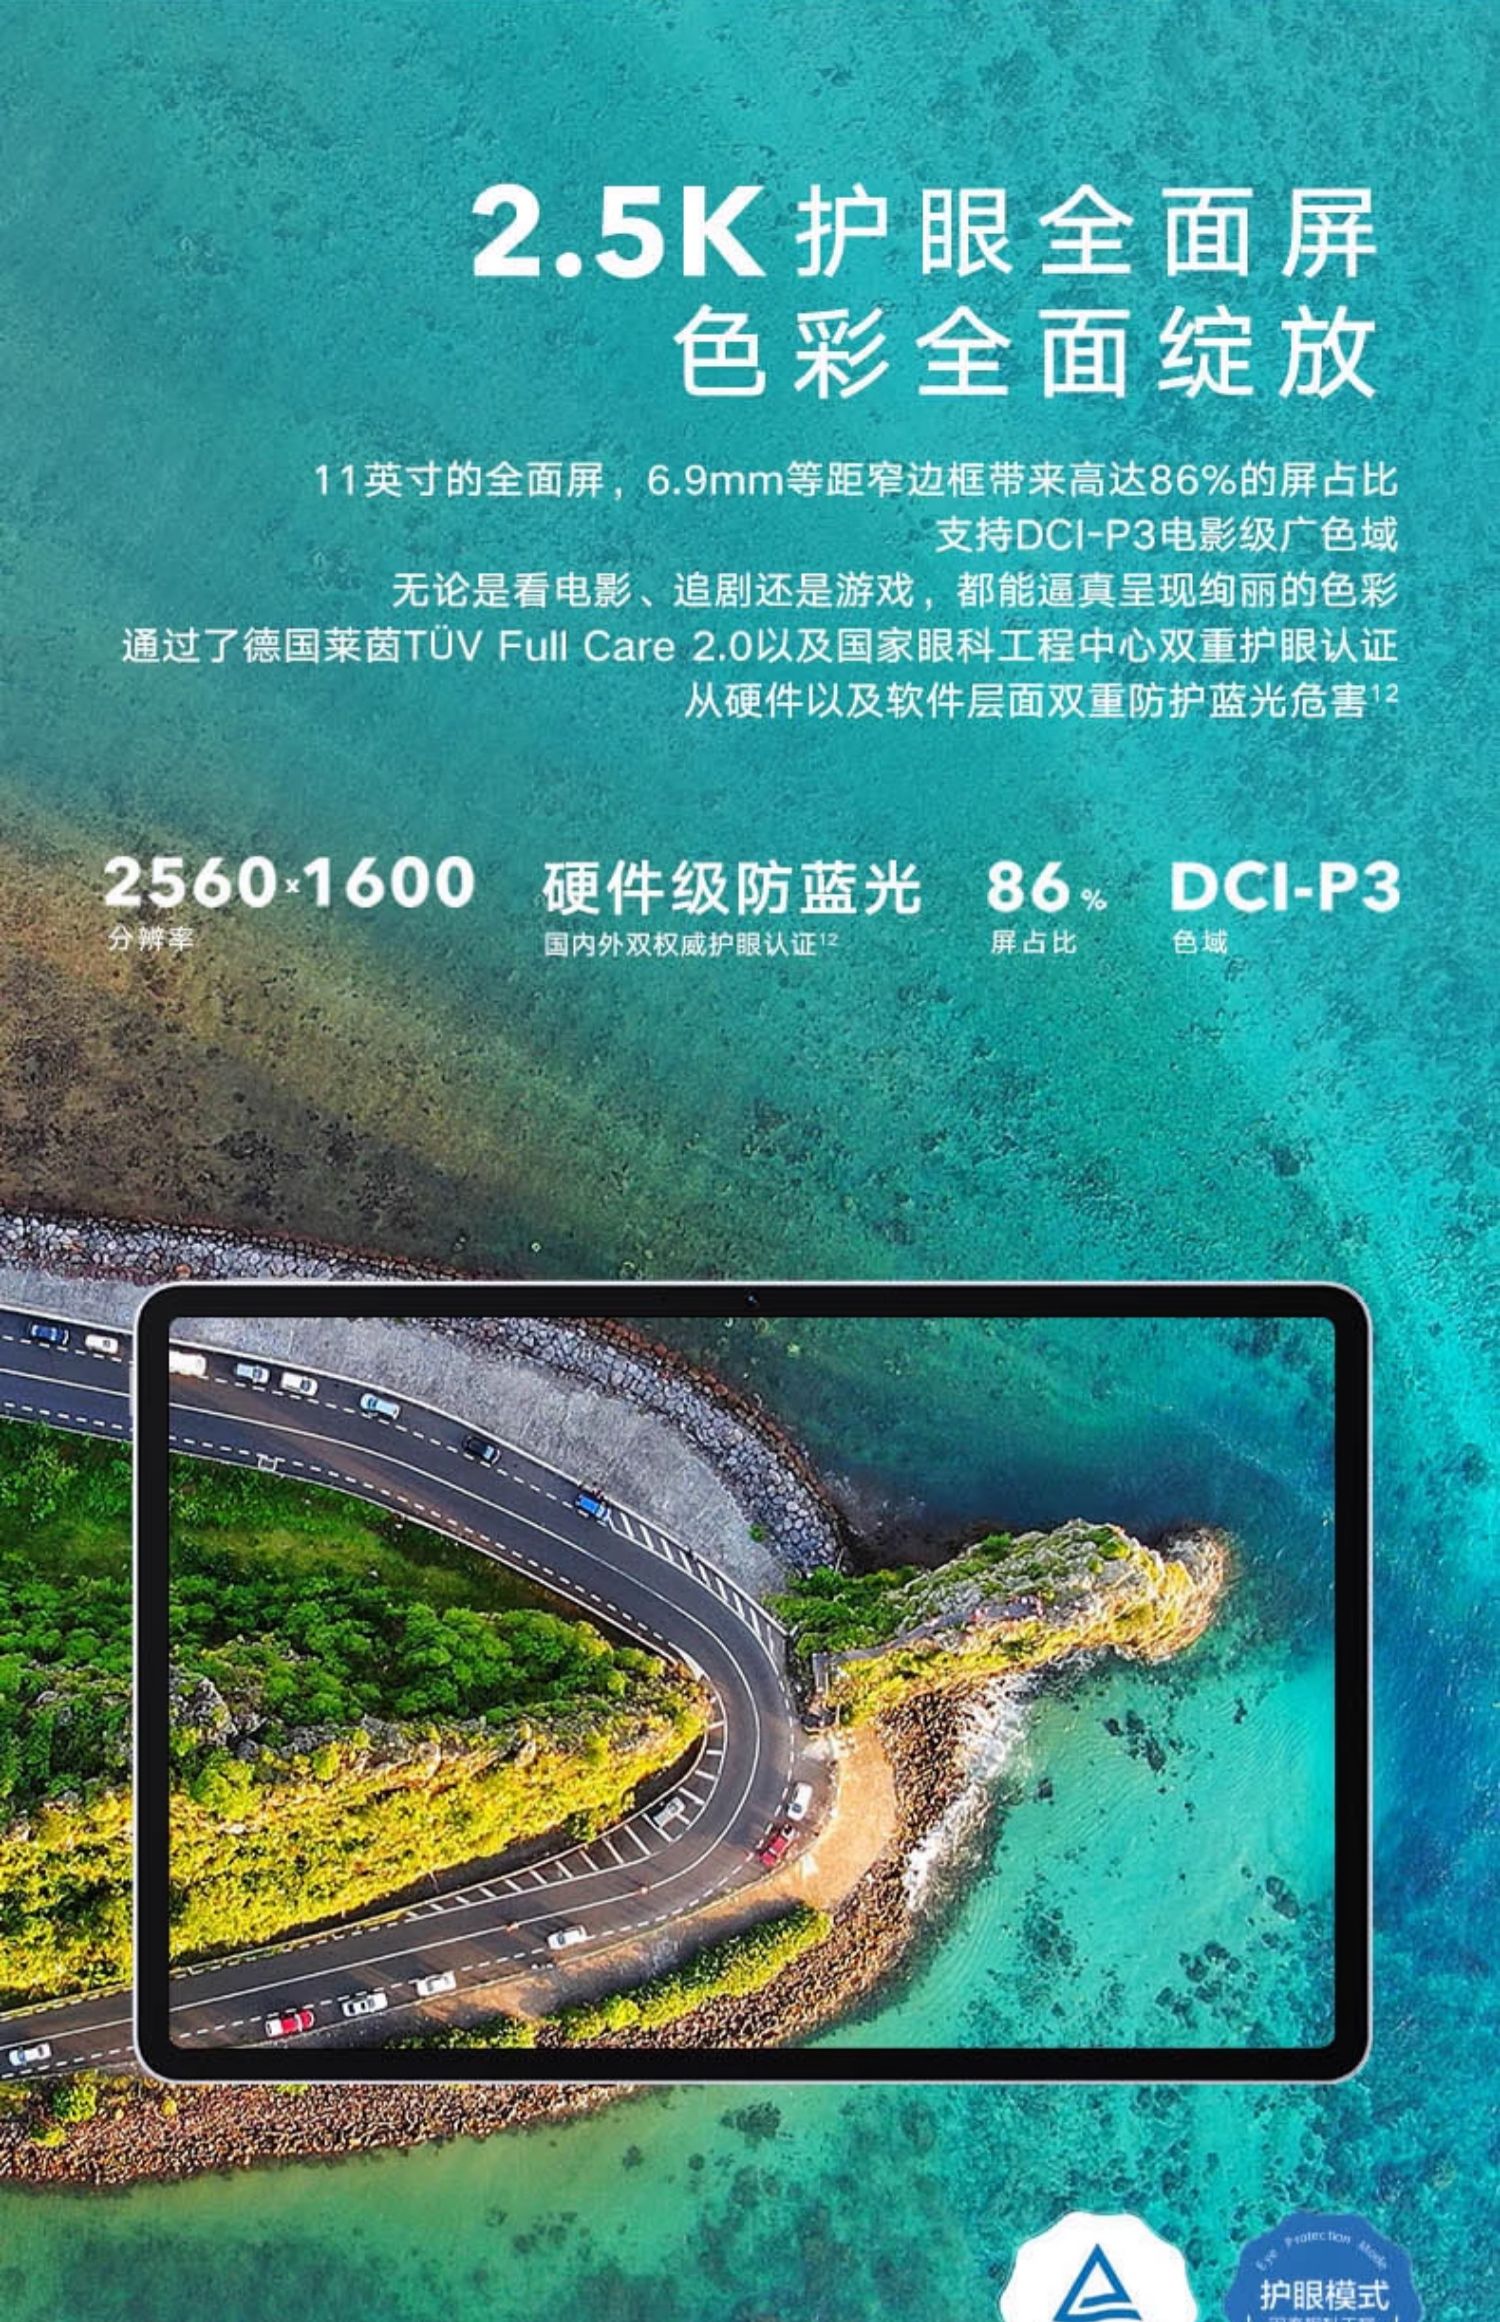 2.5K护眼全面屏
色彩全面绽放
11英寸的全面屏，6.9mm等距窄边框带来高达86%的屏占比
支持DCI-P3电影级广色域
无论是看电影、追剧还是游戏，都能逼真呈现绚丽的色彩
通过了德国莱茵TÜV Full Care 2.0以及国家眼科工程中心双重护眼认证
从硬件以及软件层面双重防护蓝光危害12
2560×1600
分辨率
硬件级防蓝光
国内外双权威护眼认证12
86%
屏占比
DCI-P3
色域
Eye Protection Mode
护眼模式